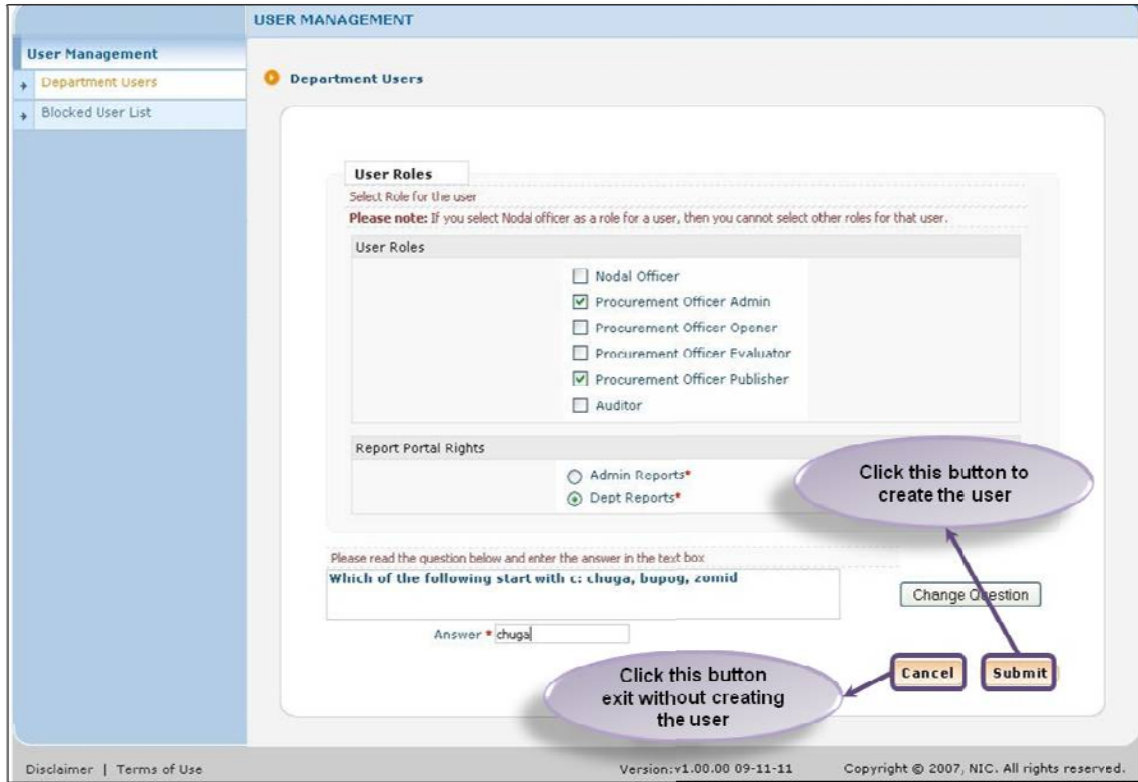 USER MANAGEMENT
User Management
Department Users
Blocked User List
Department Users
User Roles
Select Role for the user
Please note: If you select Nodal officer as a role for a user, then you cannot select other roles for that user.
User Roles
Nodal Officer
Procurement Officer Admin
Procurement Officer Opener
Procurement Officer Evaluator
Procurement Officer Publisher
Auditor
Report Portal Rights
Admin Reports*
Dept Reports*
Click this button to
create the user
Please read the question below and enter the answer in the text box
Which of the following start with c: chuga, bupog, zomid
Change Question
Answer * chuga
Cancel
Submit
Click this button
exit without creating
the user
Disclaimer | Terms of Use
Version:v1.00.00 09-11-11
Copyright © 2007, NIC. All rights reserved.